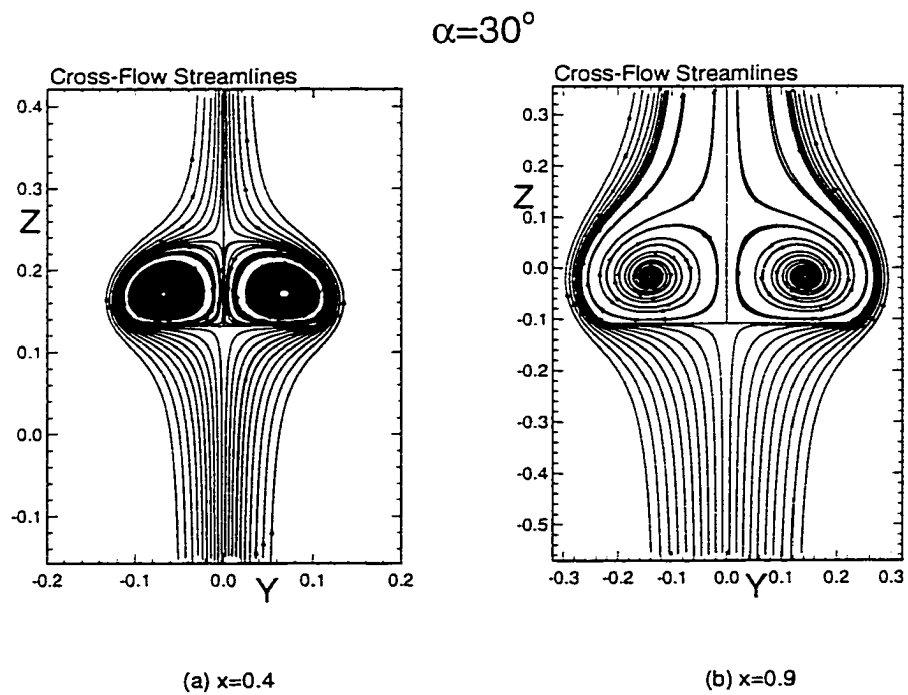 α=30°
Cross-Flow Streamlines
0.4
0.3
Z
0.2
0.1
0.0
-0.1
-0.2 -0.1 0.0 0.1 0.2
Y
(a) x=0.4
Cross-Flow Streamlines
0.3
0.2
Z
0.1
0.0
-0.1
-0.2
-0.3
-0.4
-0.5
-0.3 -0.2 -0.1 0.0 0.1 0.2 0.3
Y
(b) x=0.9